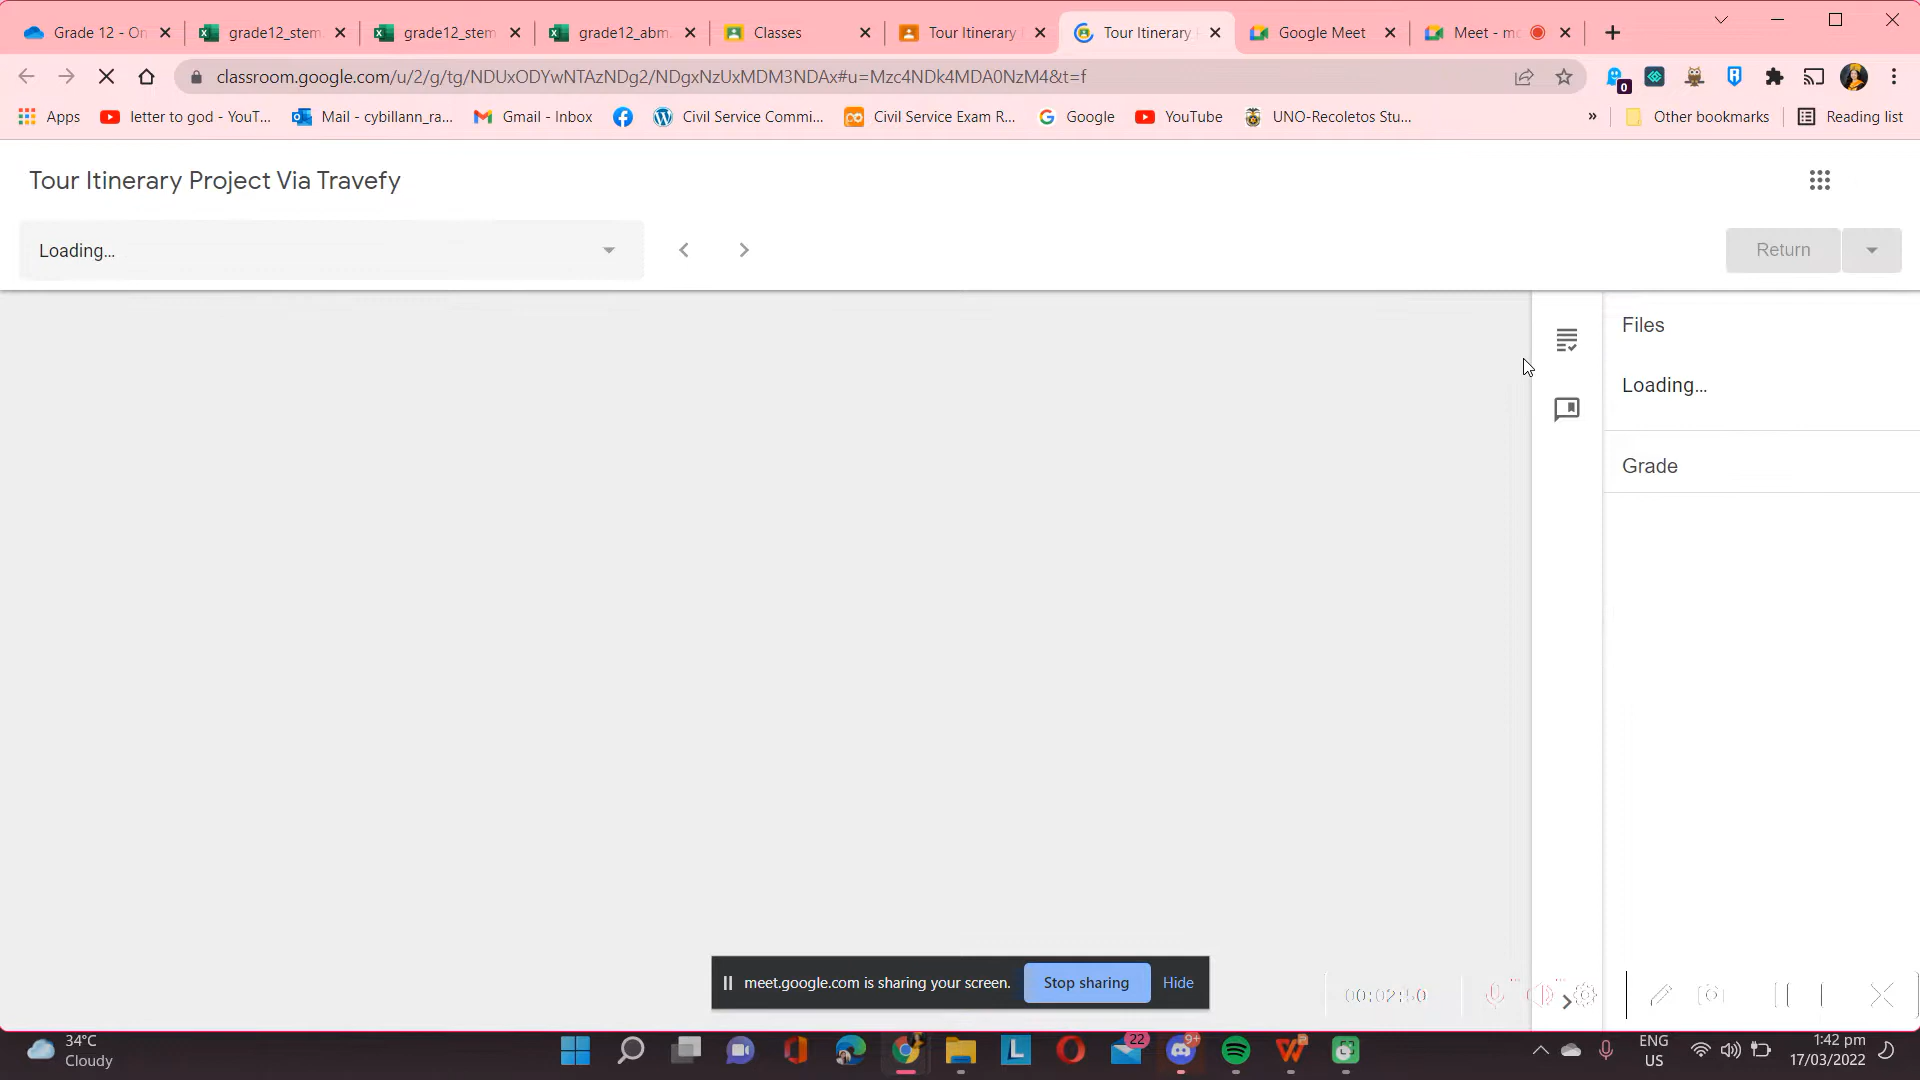 Grade 12 - On
grade12_stem
grade12_stem
grade12_abm
Classes
Tour Itinerary
Tour Itinerary
Google Meet
Meet - mc
classroom.google.com/u/2/g/tg/NDUxODYwNTAzNDg2/NDgxNzUxMDM3NDAx#u=Mzc4NDk4MDA0NzM4&t=f
0
Apps
letter to god - YouT...
Mail - cybillann_ra...
Gmail - Inbox
Civil Service Commi...
Civil Service Exam R...
Google
YouTube
UNO-Recoletos Stu...
»
Other bookmarks
Reading list
Tour Itinerary Project Via Travefy
Loading...
Return
Files
Loading...
Grade
meet.google.com is sharing your screen.
Stop sharing
Hide
00:02:50
34°C
Cloudy
L
22
9+
ENG
US
1:42 pm
17/03/2022